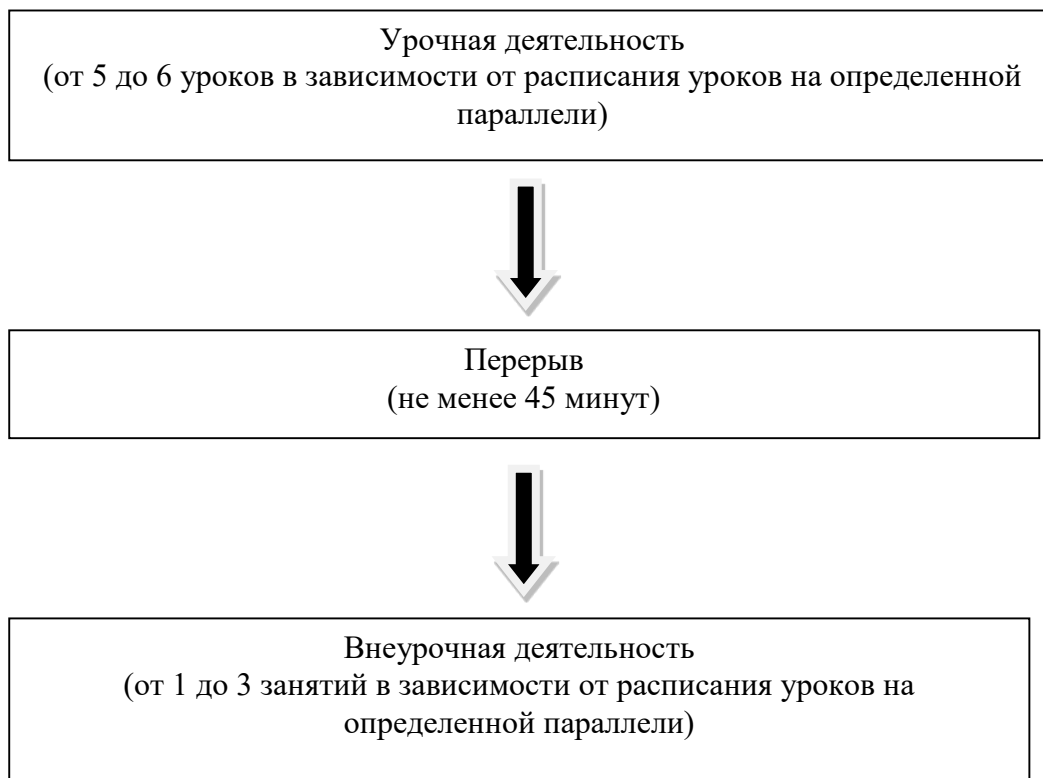 Урочная деятельность
(от 5 до 6 уроков в зависимости от расписания уроков на определенной
параллели)
Перерыв
(не менее 45 минут)
Внеурочная деятельность
(от 1 до 3 занятий в зависимости от расписания уроков на
определенной параллели)